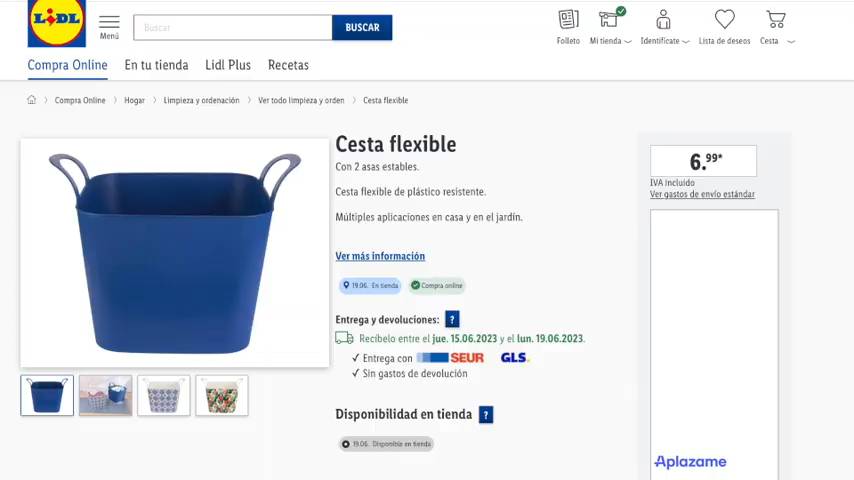 LIDL
Menú
Buscar
BUSCAR
Folleto
Mi tienda
Identifícate
Lista de deseos
Cesta
Compra Online
En tu tienda
Lidl Plus
Recetas
Compra Online
Hogar
Limpieza y ordenación
Ver todo limpieza y orden
Cesta flexible
Cesta flexible
Con 2 asas estables.
Cesta flexible de plástico resistente.
Múltiples aplicaciones en casa y en el jardín.
Ver más información
19.06. En tienda
Compra online
Entrega y devoluciones: ?
Recíbelo entre el jue. 15.06.2023 y el lun. 19.06.2023.
✓ Entrega con SEUR GLS.
✓ Sin gastos de devolución
Disponibilidad en tienda ?
19.06. Disponible en tienda
6.99*
IVA incluido
Ver gastos de envío estándar
Aplazame